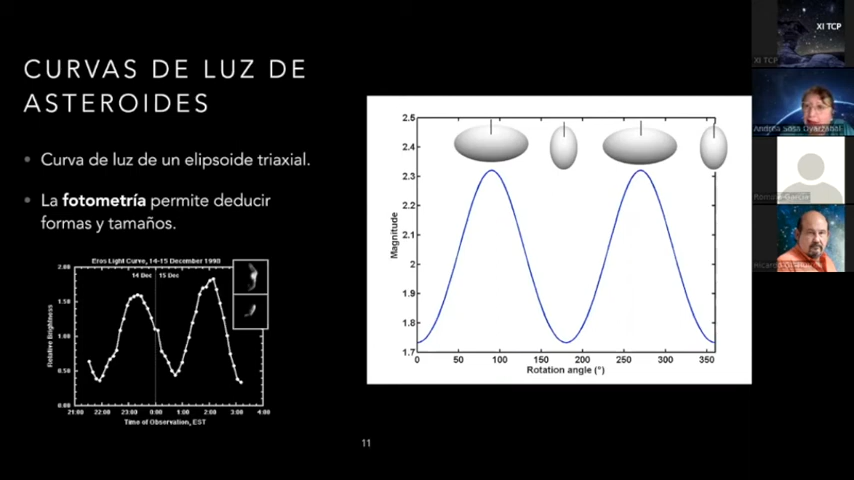 CURVAS DE LUZ DE
ASTEROIDES
• Curva de luz de un elipsoide triaxial.
• La fotometría permite deducir
formas y tamaños.
Eros Light Curve, 14-15 December 1998
14 Dec 15 Dec
Relative Brightness
2.00
1.50
1.00
0.50
0.00
21:00 22:00 23:00 0:00 1:00 2:00 3:00 4:00
Time of Observation, EST
Magnitude
2.5
2.4
2.3
2.2
2.1
2
1.9
1.8
1.7
0 50 100 150 200 250 300 350
Rotation angle (°)
11
XI TCP
XI TCP
Andrea Sosa Oyarzabal